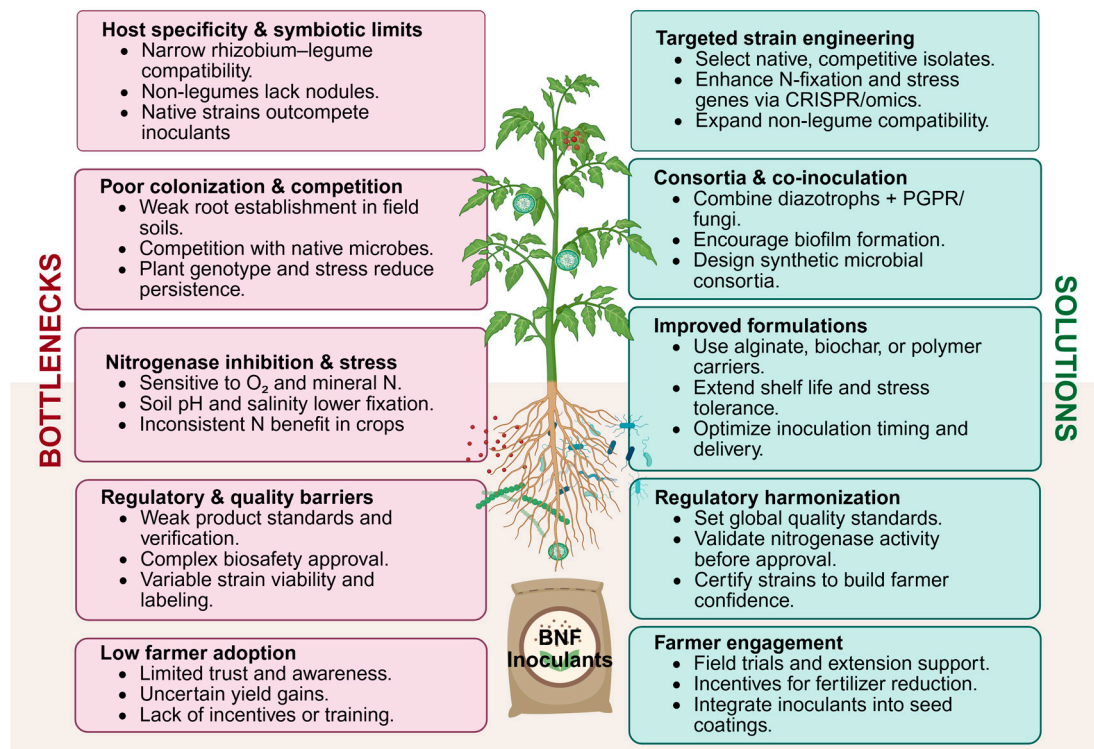 BOTTLENECKS
Host specificity & symbiotic limits
• Narrow rhizobium–legume
compatibility.
• Non-legumes lack nodules.
• Native strains outcompete
inoculants
Poor colonization & competition
• Weak root establishment in field
soils.
• Competition with native microbes.
• Plant genotype and stress reduce
persistence.
Nitrogenase inhibition & stress
• Sensitive to O₂ and mineral N.
• Soil pH and salinity lower fixation.
• Inconsistent N benefit in crops
Regulatory & quality barriers
• Weak product standards and
verification.
• Complex biosafety approval.
• Variable strain viability and
labeling.
Low farmer adoption
• Limited trust and awareness.
• Uncertain yield gains.
• Lack of incentives or training.
BNF
Inoculants
Targeted strain engineering
• Select native, competitive isolates.
• Enhance N-fixation and stress
genes via CRISPR/omics.
• Expand non-legume compatibility.
Consortia & co-inoculation
• Combine diazotrophs + PGPR/
fungi.
• Encourage biofilm formation.
• Design synthetic microbial
consortia.
Improved formulations
• Use alginate, biochar, or polymer
carriers.
• Extend shelf life and stress
tolerance.
• Optimize inoculation timing and
delivery.
Regulatory harmonization
• Set global quality standards.
• Validate nitrogenase activity
before approval.
• Certify strains to build farmer
confidence.
Farmer engagement
• Field trials and extension support.
• Incentives for fertilizer reduction.
• Integrate inoculants into seed
coatings.
SOLUTIONS